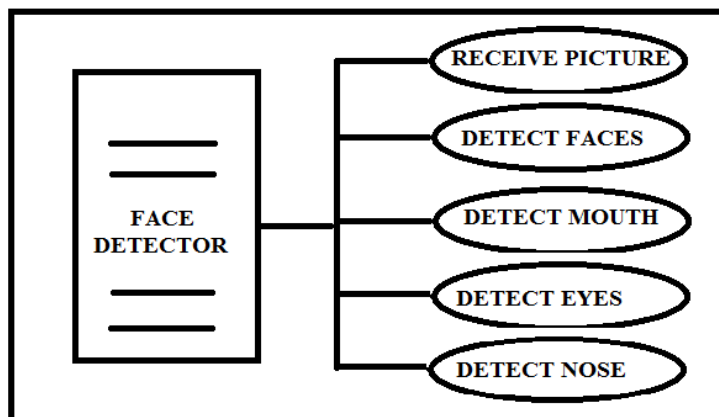 RECEIVE PICTURE
DETECT FACES
FACE
DETECTOR
DETECT MOUTH
DETECT EYES
DETECT NOSE